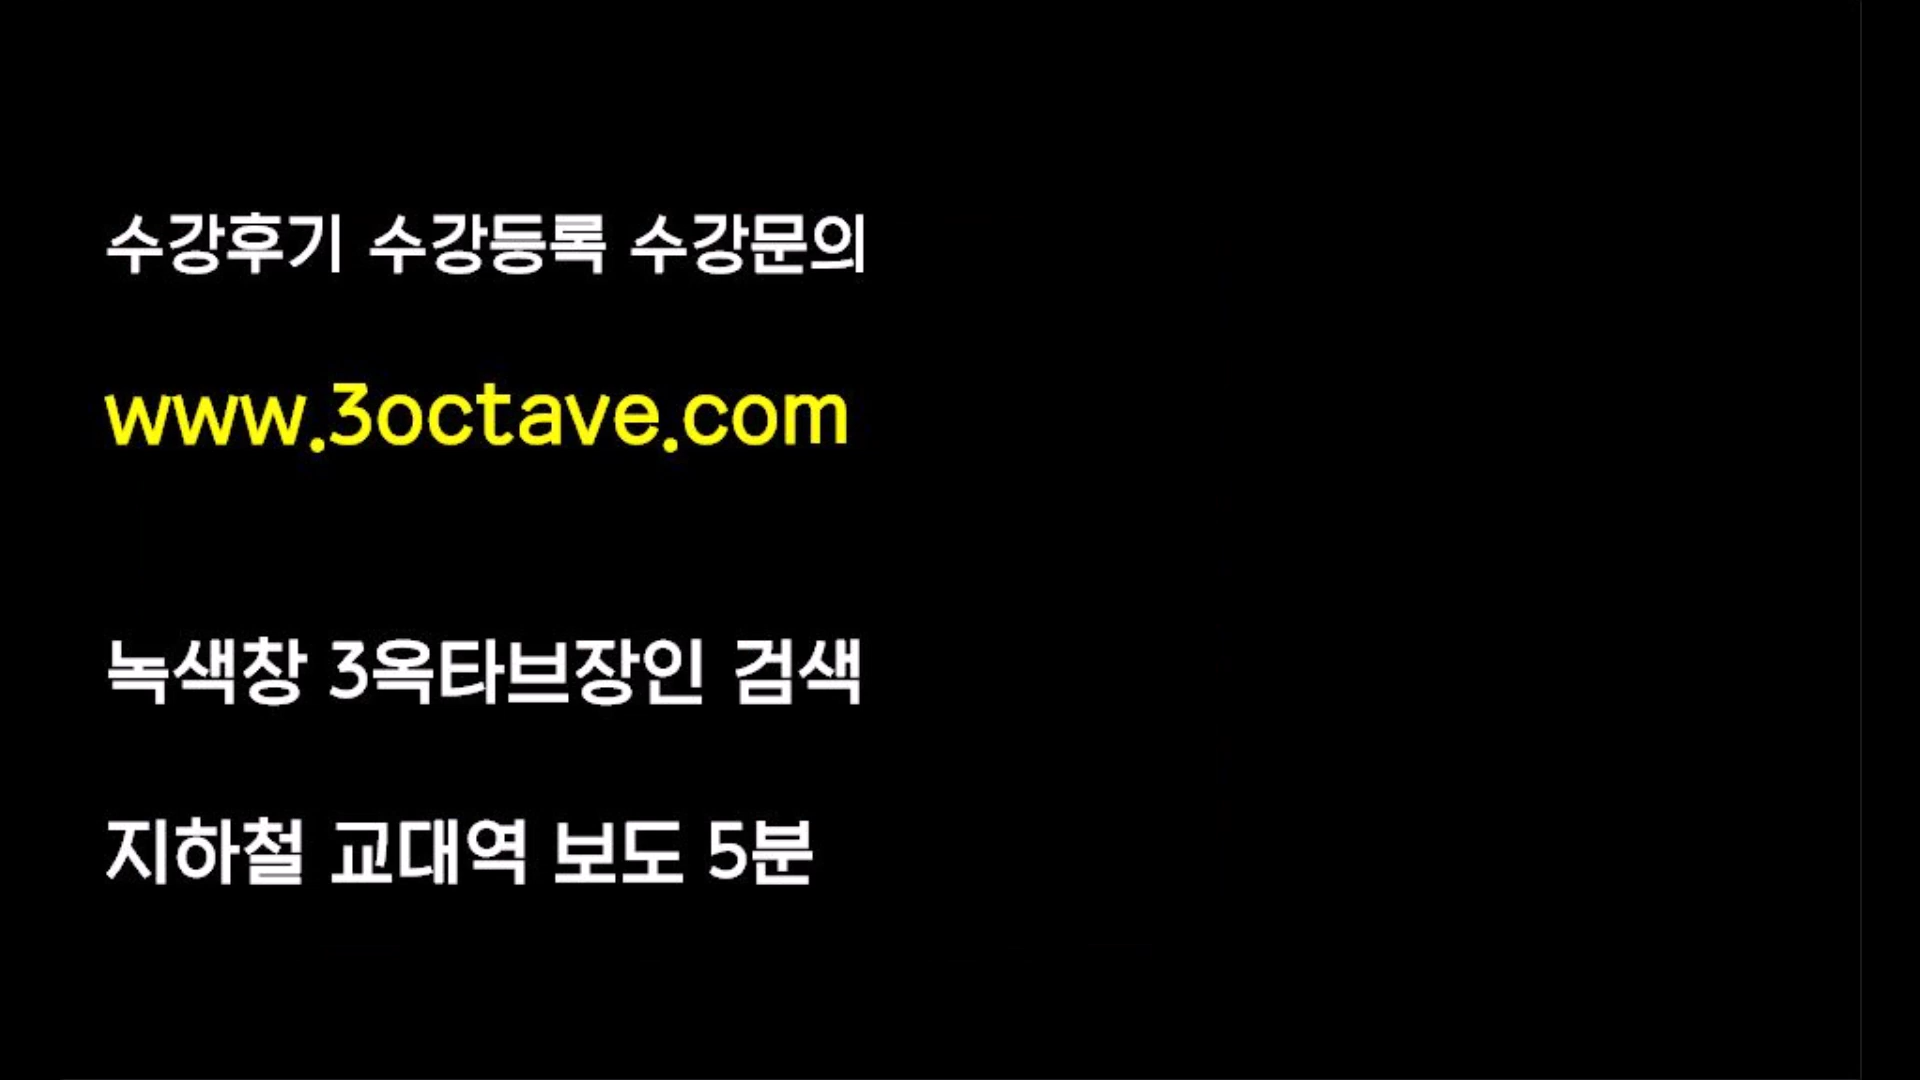 수강후기 수강등록 수강문의
www.3octave.com
녹색창 3옥타브장인 검색
지하철 교대역 보도 5분